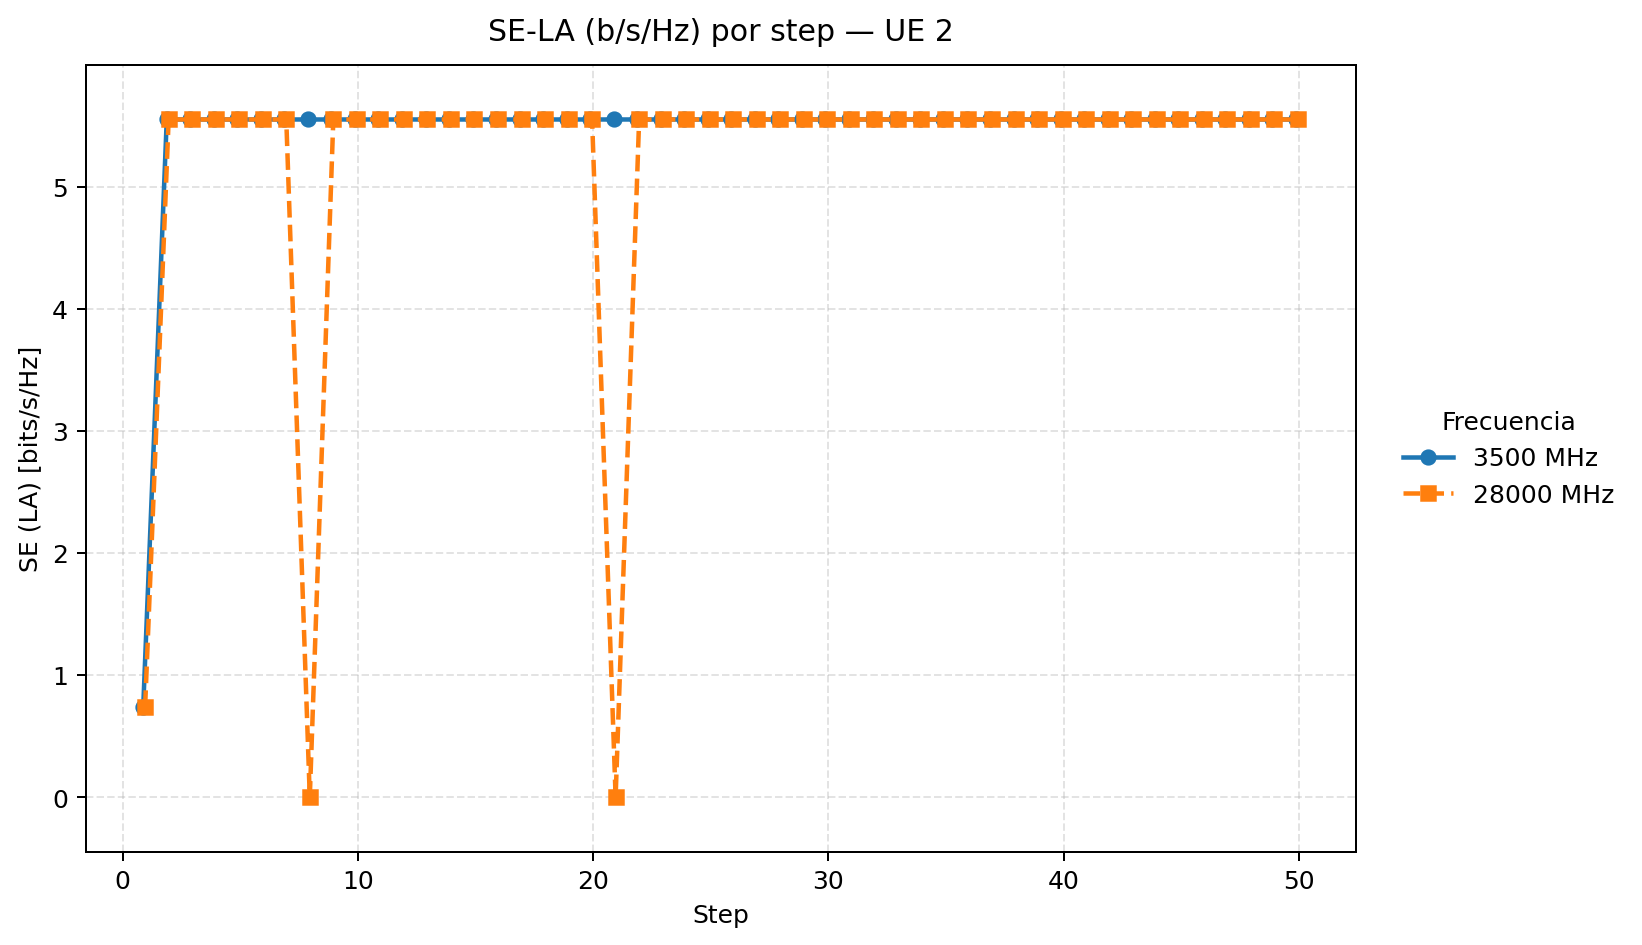 SE-LA (b/s/Hz) por step — UE 2
SE (LA) [bits/s/Hz]
5
4
3
2
1
0
0 10 20 30 40 50
Step
Frecuencia
3500 MHz
28000 MHz